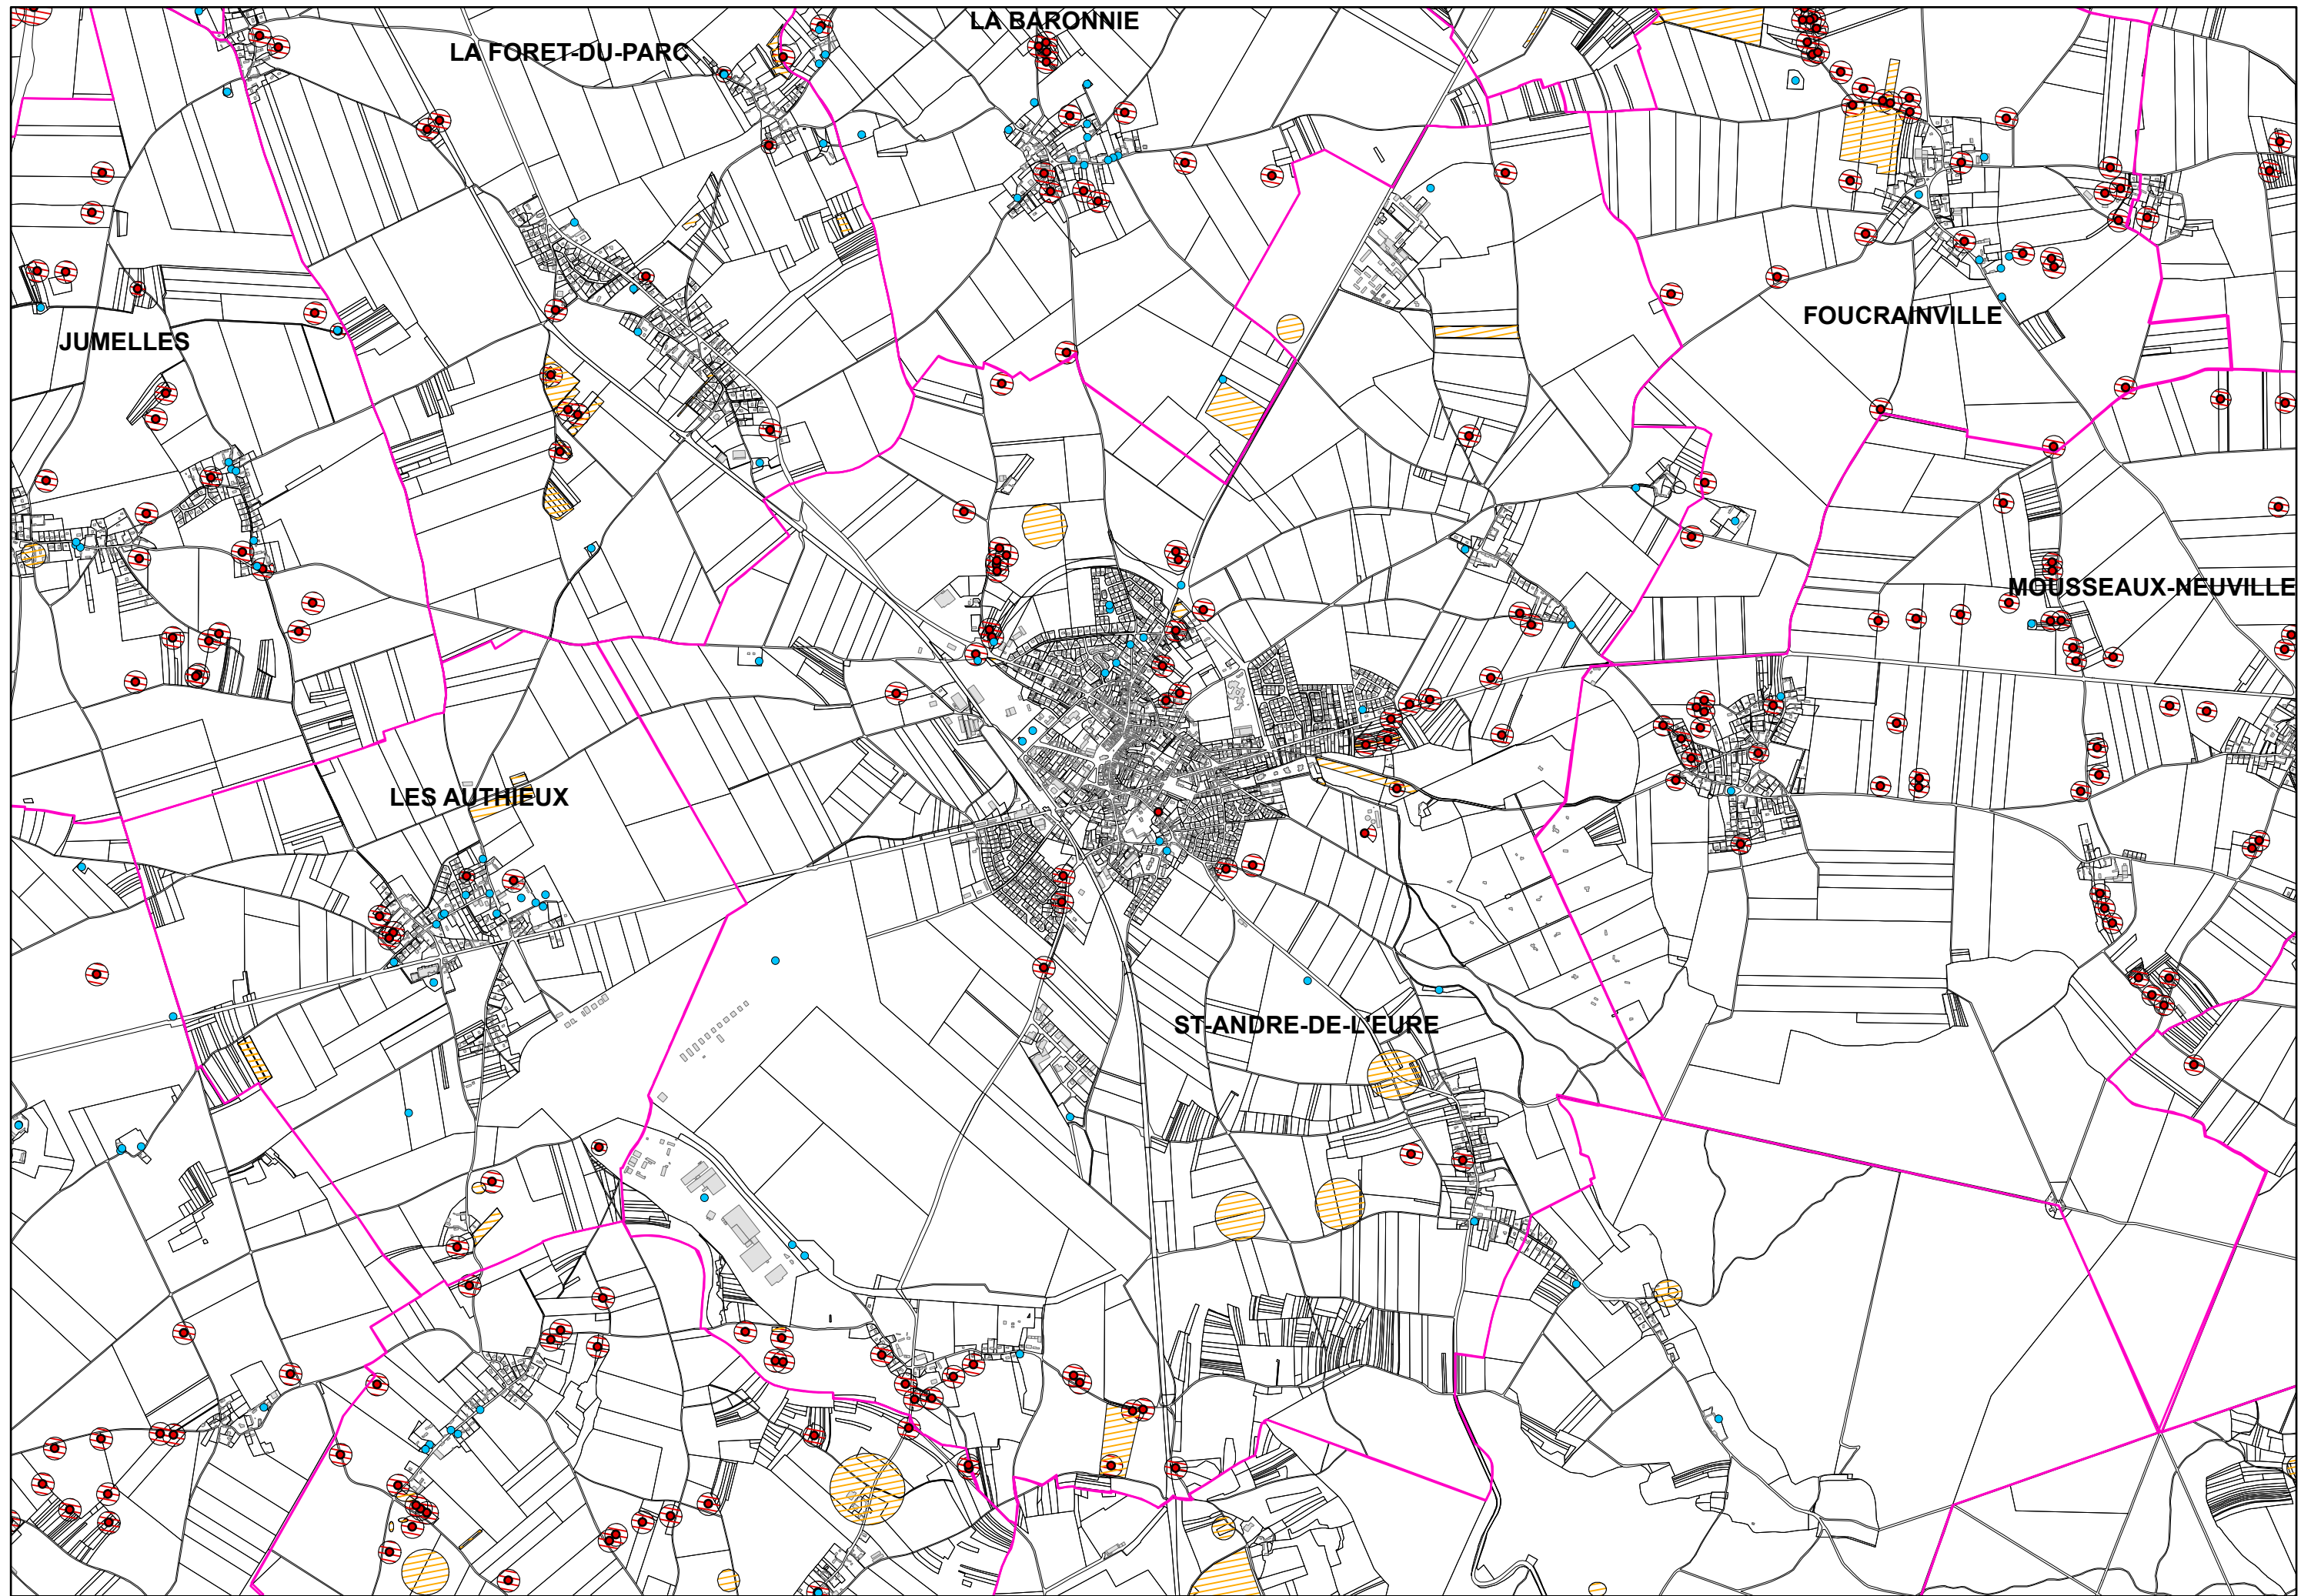 LA BARONNIE
LA FORET-DU-PARC
FOUCRAINVILLE
JUMELLES
MOUSSEAUX-NEUVILLE
LES AUTHIEUX
ST-ANDRE-DE-L'EURE